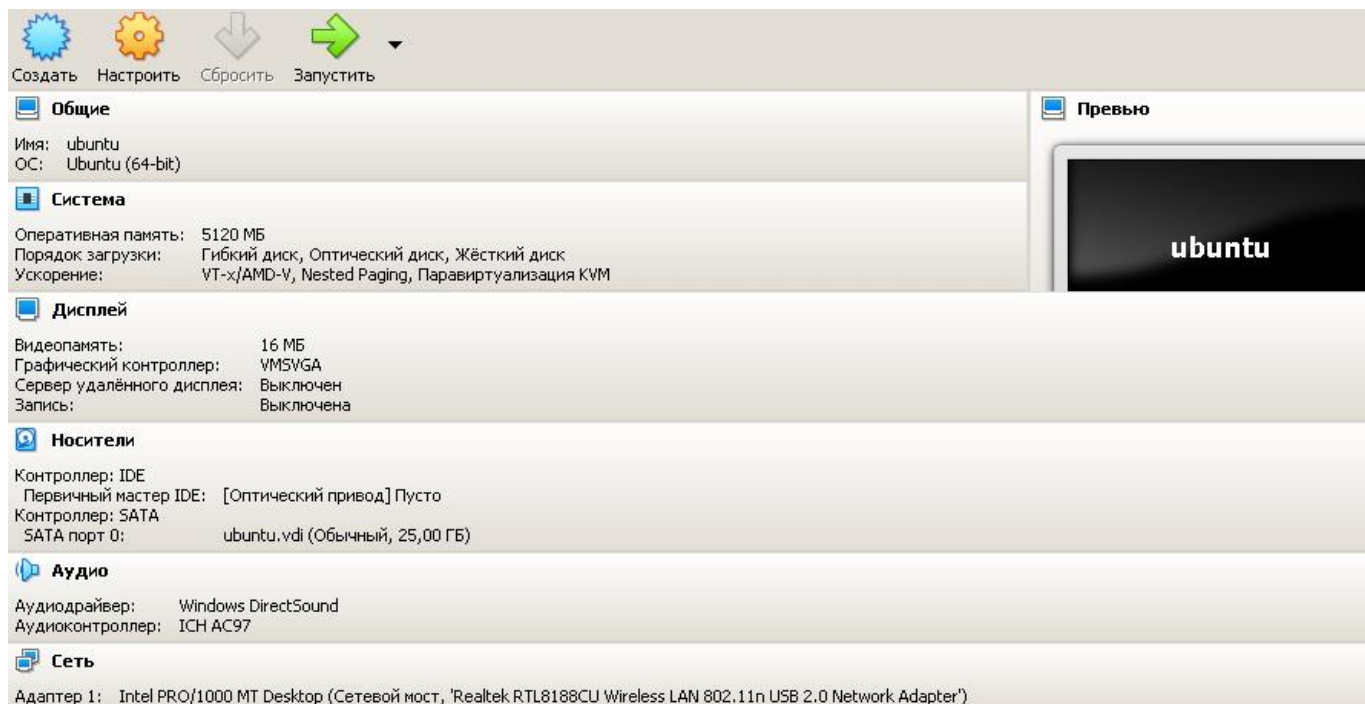 Создать Настроить Сбросить Запустить
Общие
Имя: ubuntu
ОС: Ubuntu (64-bit)
Превью
ubuntu
Система
Оперативная память: 5120 МБ
Порядок загрузки: Гибкий диск, Оптический диск, Жёсткий диск
Ускорение: VT-x/AMD-V, Nested Paging, Паравиртуализация KVM
Дисплей
Видеопамять: 16 МБ
Графический контроллер: VMSVGA
Сервер удалённого дисплея: Выключен
Запись: Выключена
Носители
Контроллер: IDE
Первичный мастер IDE: [Оптический привод] Пусто
Контроллер: SATA
SATA порт 0: ubuntu.vdi (Обычный, 25,00 ГБ)
Аудио
Аудиодрайвер: Windows DirectSound
Аудиоконтроллер: ICH AC97
Сеть
Адаптер 1: Intel PRO/1000 MT Desktop (Сетевой мост, 'Realtek RTL8188CU Wireless LAN 802.11n USB 2.0 Network Adapter')